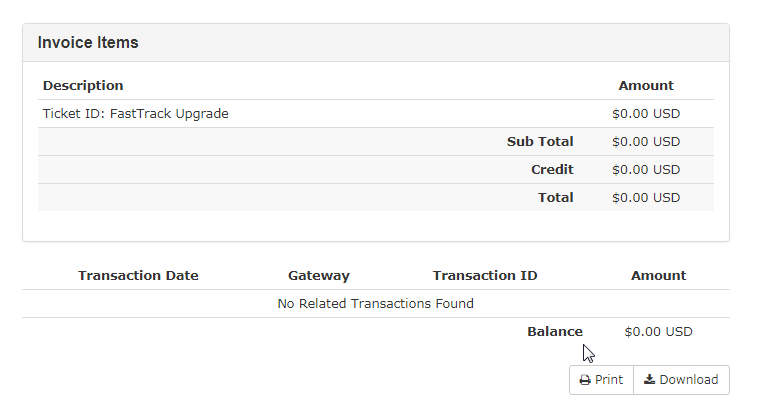 Invoice Items
Description Amount
Ticket ID: FastTrack Upgrade $0.00 USD
Sub Total $0.00 USD
Credit $0.00 USD
Total $0.00 USD
Transaction Date Gateway Transaction ID Amount
No Related Transactions Found
Balance $0.00 USD
Print Download